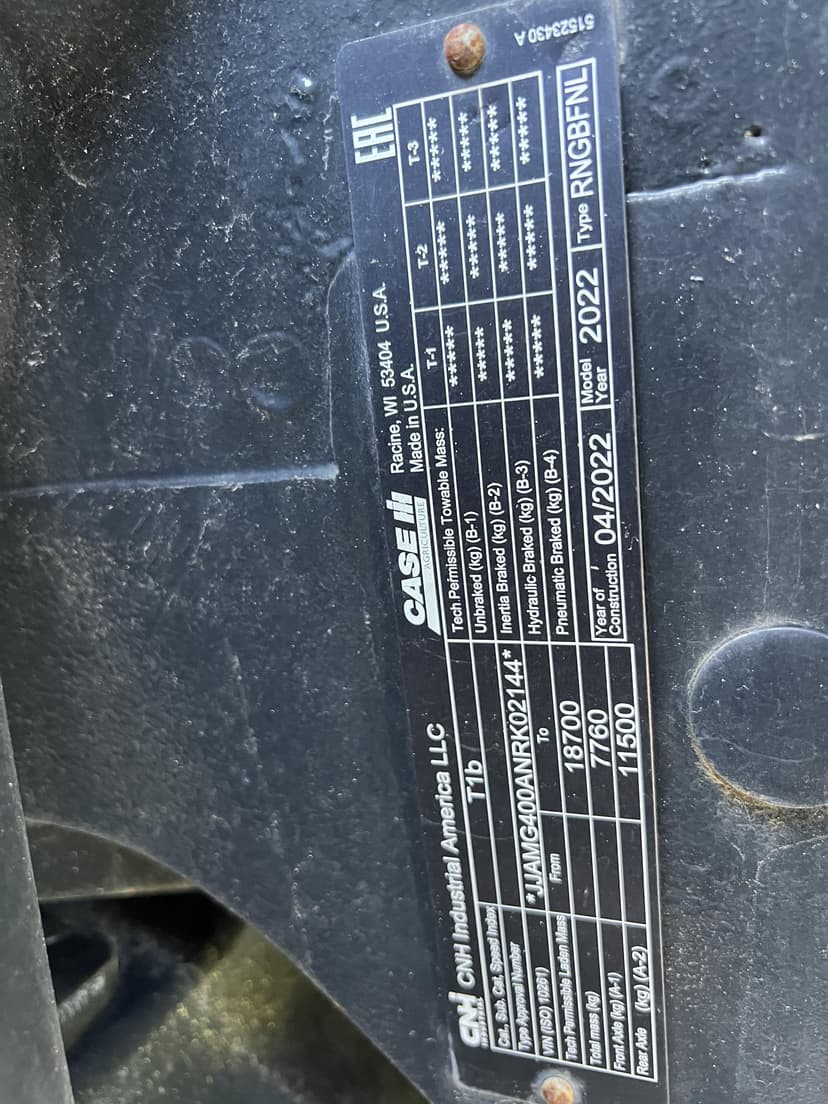 51523430 A
CNH INDUSTRIAL CNH Industrial America LLC
CASE IH AGRICULTURE
Racine, WI 53404 U.S.A.
Made in U.S.A.
EAC
Cat., Sub. Cat, Speed Index T1b
Type Approval Number
VIN (ISO) 10261) *JJAMG400ANRK02144*
Tech Permissible Laden Mass From To
Total mass (kg) 18700
Front Axle (kg) (A-1) 7760
Rear Axle (kg) (A-2) 11500
Tech.Permissible Towable Mass: T-1 T-2 T-3
Unbraked (kg) (B-1) ***** ***** *****
Inertia Braked (kg) (B-2) ***** ***** *****
Hydraulic Braked (kg) (B-3) ***** ***** *****
Pneumatic Braked (kg) (B-4) ***** ***** *****
Year of Construction 04/2022 Model Year 2022 Type RNGBFNL